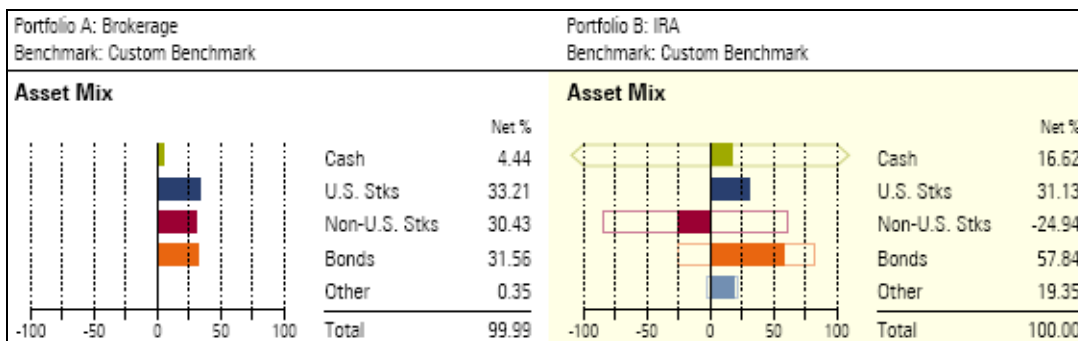 Portfolio A: Brokerage
Benchmark: Custom Benchmark
Asset Mix
Net %
Cash 4.44
U.S. Stks 33.21
Non-U.S. Stks 30.43
Bonds 31.56
Other 0.35
-100 -50 0 50 100 Total 99.99
Portfolio B: IRA
Benchmark: Custom Benchmark
Asset Mix
Net %
Cash 16.62
U.S. Stks 31.13
Non-U.S. Stks -24.94
Bonds 57.84
Other 19.35
-100 -50 0 50 100 Total 100.00